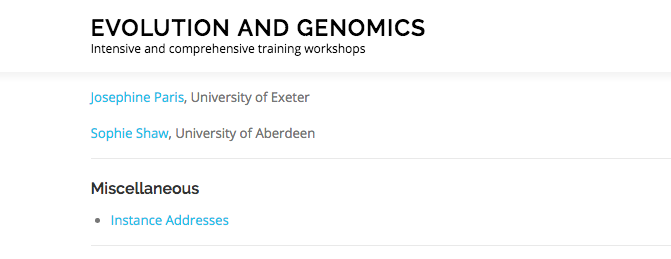 EVOLUTION AND GENOMICS
Intensive and comprehensive training workshops
Josephine Paris, University of Exeter
Sophie Shaw, University of Aberdeen
Miscellaneous
Instance Addresses